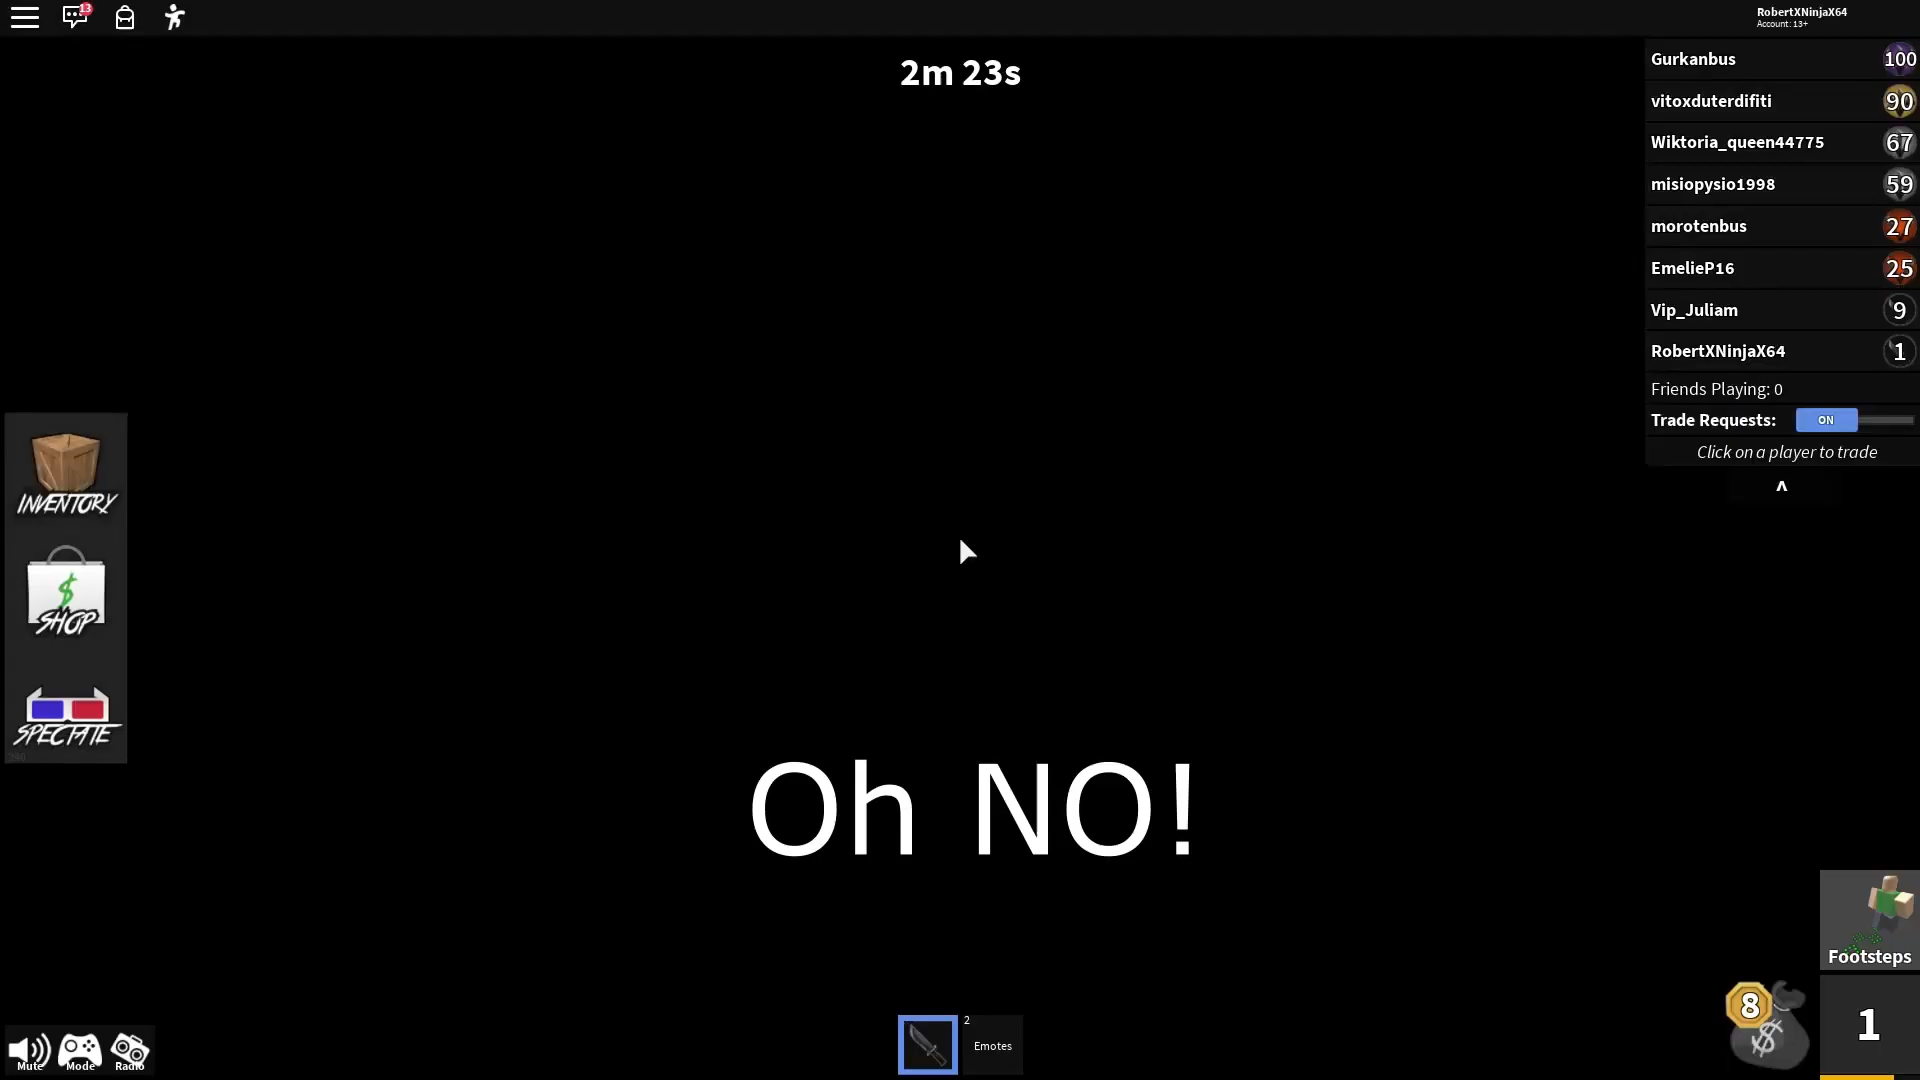 13
RobertXNinjaX64
Account: 13+
2m 23s
Gurkanbus 100
vitoxduterdifiti 90
Wiktoria_queen44775 67
misiopysio1998 59
morotenbus 27
EmelieP16 25
Vip_Juliam 9
RobertXNinjaX64 1
Friends Playing: 0
Trade Requests: ON
Click on a player to trade
^
INVENTORY
$
SHOP
SPECTATE
Oh NO!
Footsteps
8
$
1
2
Emotes
Mute Mode Radio